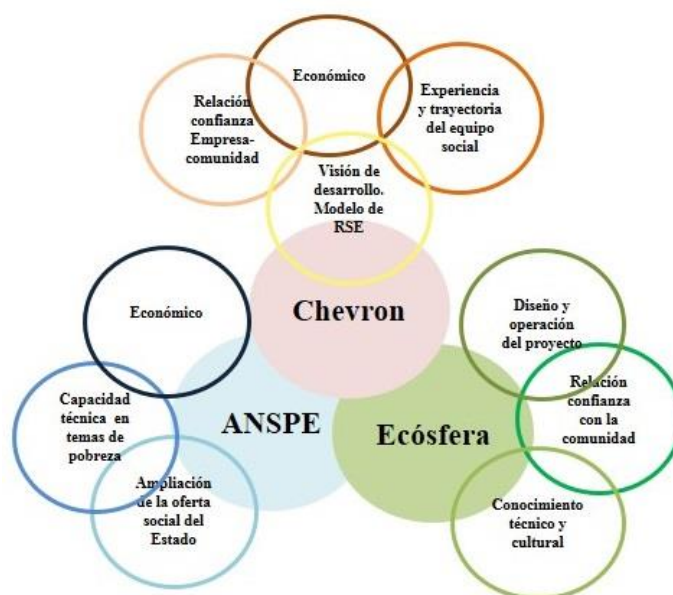 Económico
Relación
confianza
Empresa-
comunidad
Experiencia
y trayectoria
del equipo
social
Visión de
desarrollo.
Modelo de
RSE
Chevron
Económico
Capacidad
técnica en
temas de
pobreza
Ampliación
de la oferta
social del
Estado
ANSPE
Ecósfera
Diseño y
operación
del proyecto
Relación
confianza
con la
comunidad
Conocimiento
técnico y
cultural